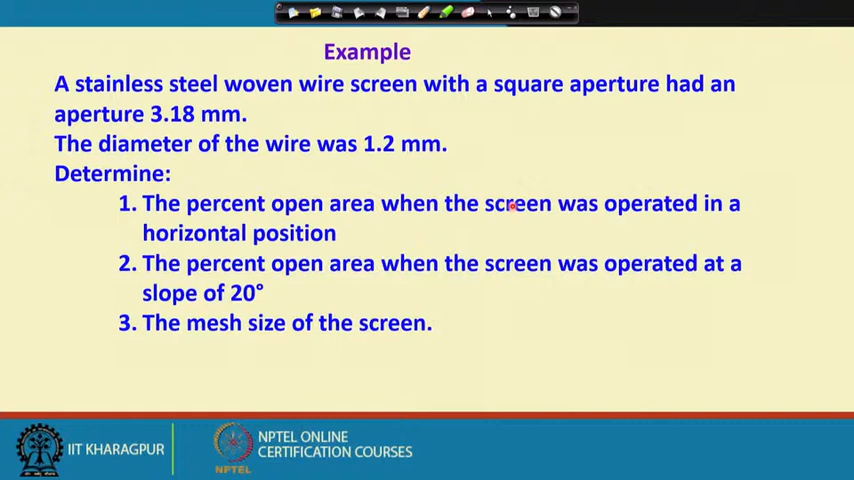 Example
A stainless steel woven wire screen with a square aperture had an
aperture 3.18 mm.
The diameter of the wire was 1.2 mm.
Determine:
1. The percent open area when the screen was operated in a
horizontal position
2. The percent open area when the screen was operated at a
slope of 20°
3. The mesh size of the screen.
IIT KHARAGPUR
NPTEL
NPTEL ONLINE
CERTIFICATION COURSES